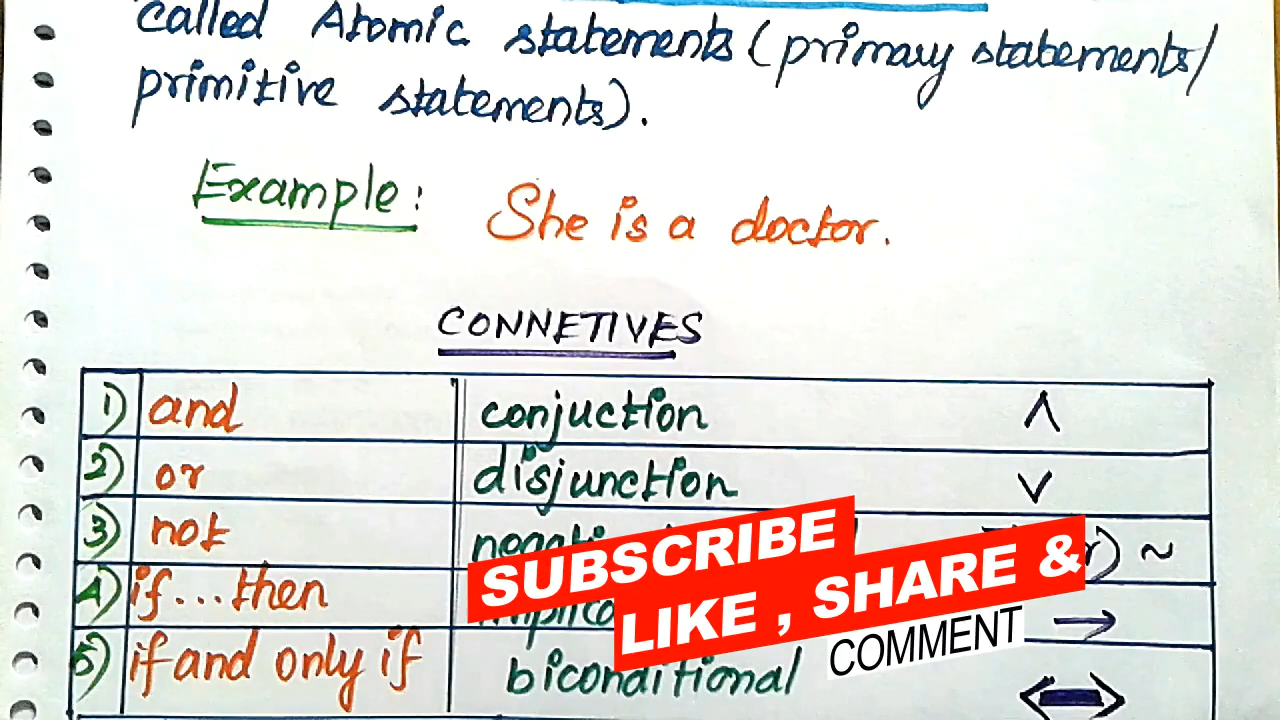 called Atomic statements (primary statements/
primitive statements).
Example: She is a doctor.
CONNETIVES
1) and conjuction ∧
2) or disjunction ∨
3) not ~
4) if...then →
5) if and only if biconditional ⟺
SUBSCRIBE
LIKE , SHARE &
COMMENT